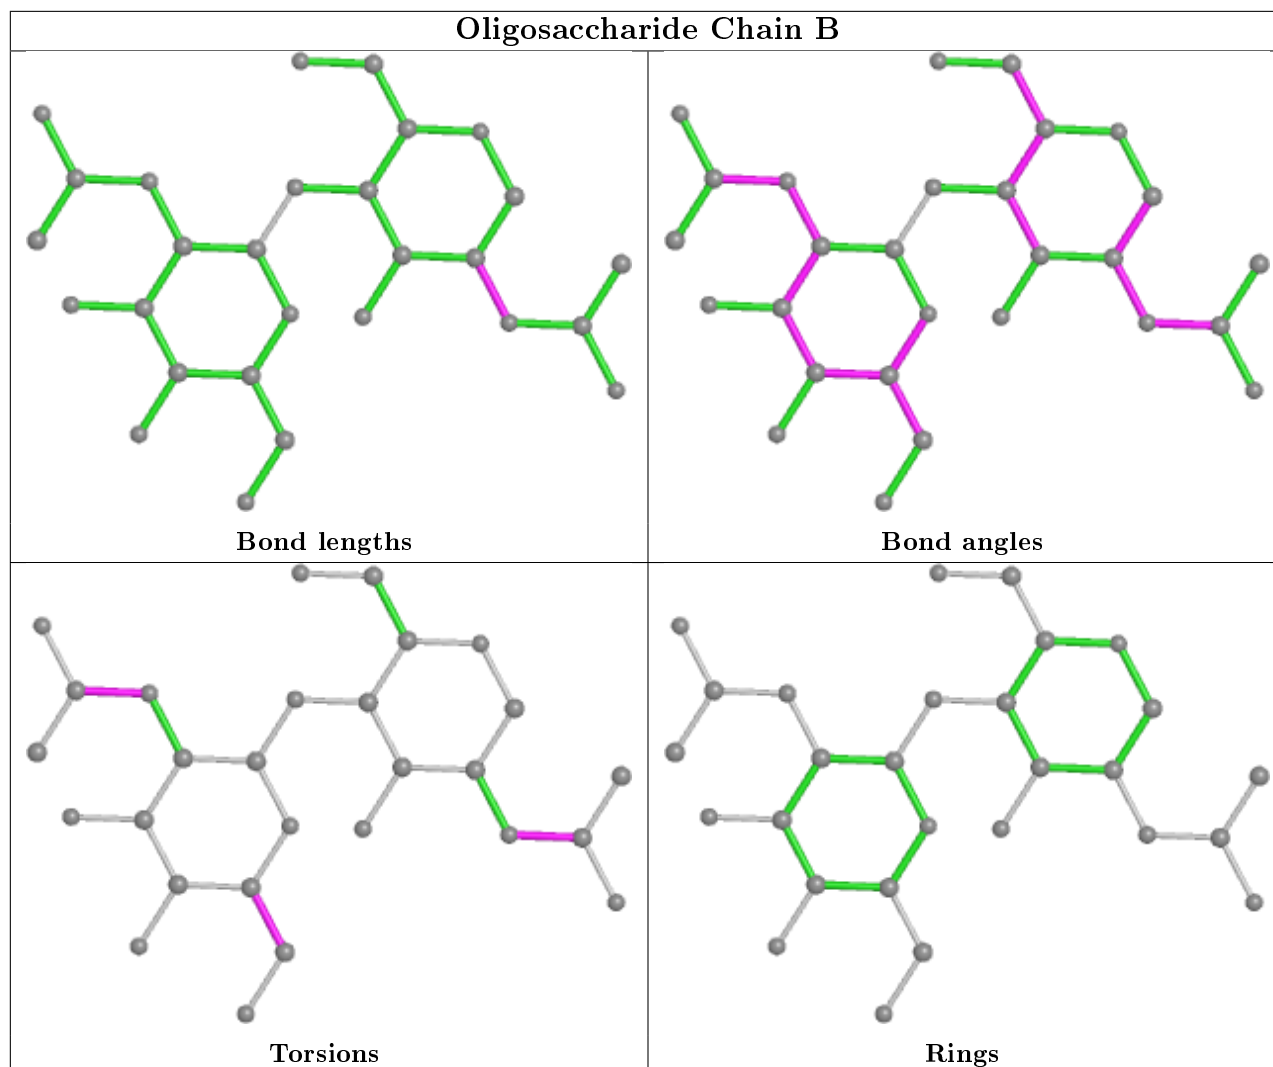 Oligosaccharide Chain B
Bond lengths
Bond angles
Torsions
Rings